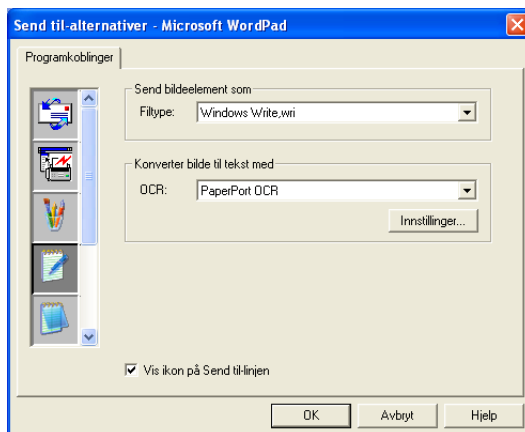 Send til-alternativer - Microsoft WordPad
Programkoblinger
Send bildeelement som
Filtype: Windows Write,wri
Konverter bilde til tekst med
OCR: PaperPort OCR
Innstillinger...
Vis ikon på Send til-linjen
OK Avbryt Hjelp